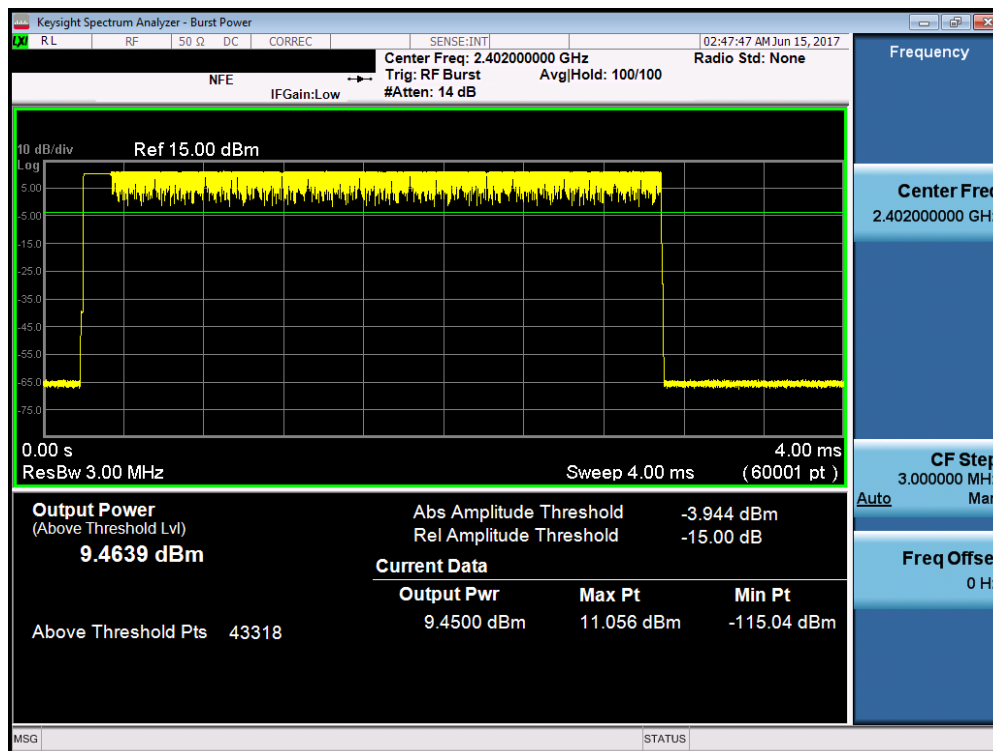 Keysight Spectrum Analyzer - Burst Power
LXI RL RF 50 Ω DC CORREC SENSE:INT 02:47:47 AM Jun 15, 2017
Center Freq: 2.402000000 GHz Radio Std: None
NFE Trig: RF Burst Avg|Hold: 100/100
IFGain:Low #Atten: 14 dB
10 dB/div Ref 15.00 dBm
Log
5.00
-5.00
-15.0
-25.0
-35.0
-45.0
-55.0
-65.0
-75.0
0.00 s 4.00 ms
ResBw 3.00 MHz Sweep 4.00 ms (60001 pt)
Output Power
(Above Threshold Lvl)
9.4639 dBm
Above Threshold Pts 43318
Abs Amplitude Threshold -3.944 dBm
Rel Amplitude Threshold -15.00 dB
Current Data
Output Pwr Max Pt Min Pt
9.4500 dBm 11.056 dBm -115.04 dBm
Frequency
Center Freq
2.402000000 GH
CF Step
3.000000 MH
Auto Man
Freq Offse
0 H
MSG STATUS